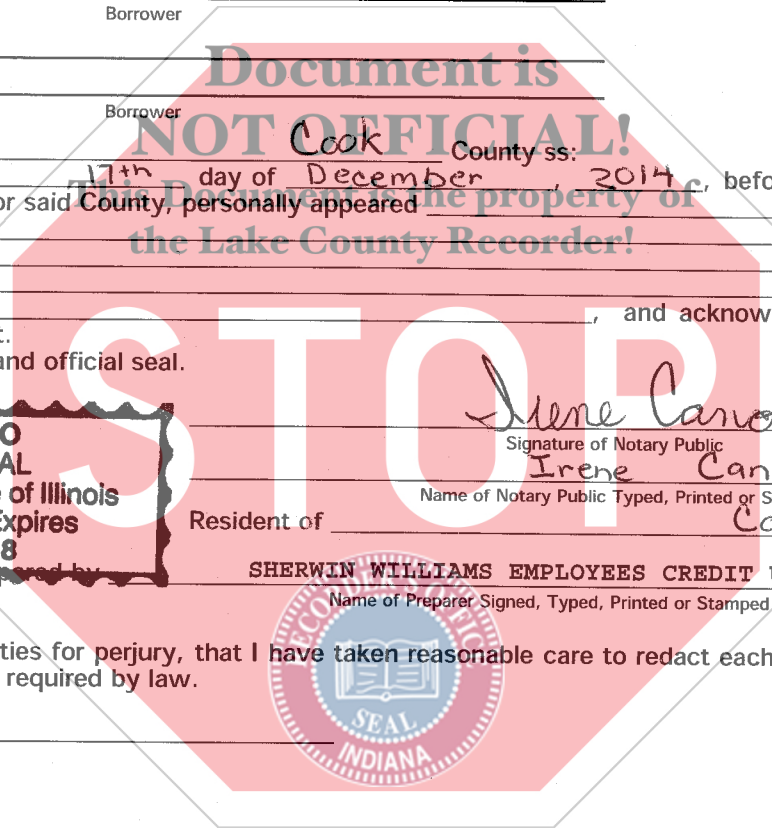 Borrower
Document is
Borrower
NOT OFFICIAL!
Cook County ss:
17th day of December, 2014, befo
This Document is the property of
or said County, personally appeared
the Lake County Recorder!
, and acknow
STOP
and official seal.
Signature of Notary Public
Irene Can
Name of Notary Public Typed, Printed or S
O
AL
of Illinois
Expires
8
Resident of Co
SHERWIN WILLIAMS EMPLOYEES CREDIT
Name of Preparer Signed, Typed, Printed or Stamped
RECORDER'S OFFIC
SEAL
INDIANA
ties for perjury, that I have taken reasonable care to redact each
required by law.